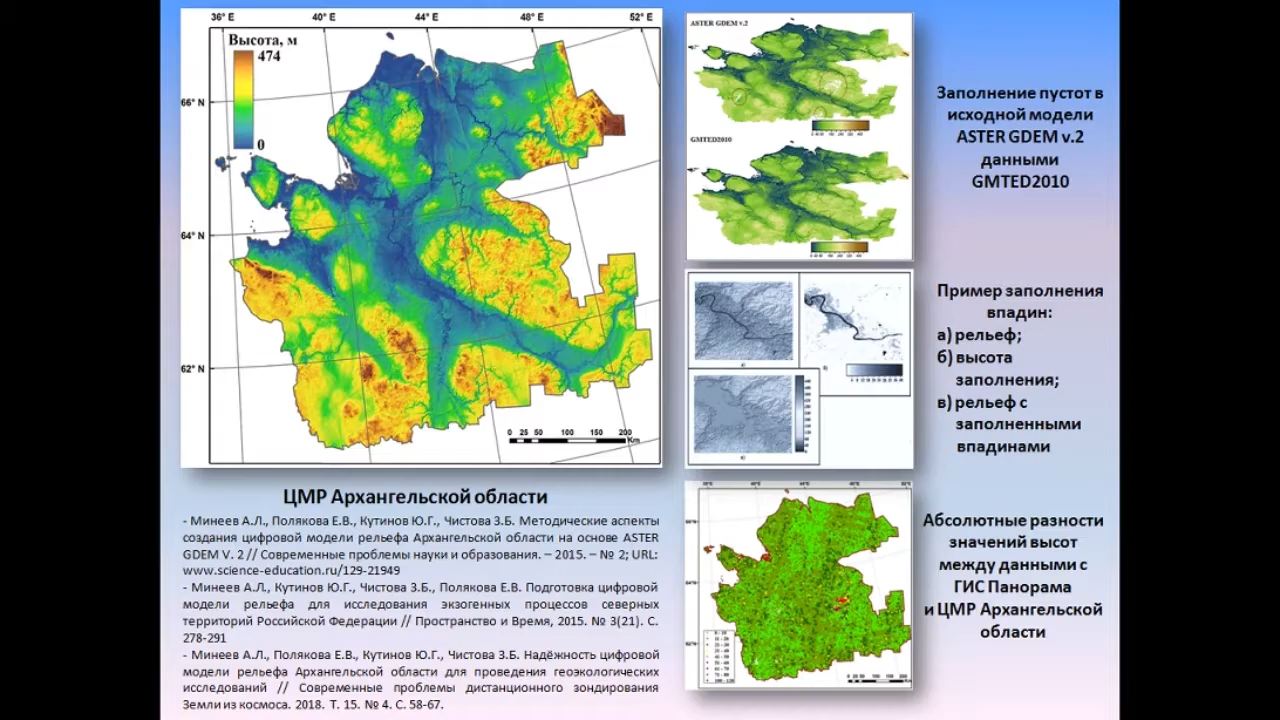 36° E 40° E 44° E 48° E 52° E
Высота, м
474
0
66° N
64° N
62° N
0 25 50 100 150 200
Km
ЦМР Архангельской области
- Минеев А.Л., Полякова Е.В., Кутинов Ю.Г., Чистова З.Б. Методические аспекты
создания цифровой модели рельефа Архангельской области на основе ASTER
GDEM V. 2 // Современные проблемы науки и образования. – 2015. – № 2; URL:
www.science-education.ru/129-21949
- Минеев А.Л., Кутинов Ю.Г., Чистова З.Б., Полякова Е.В. Подготовка цифровой
модели рельефа для исследования экзогенных процессов северных
территорий Российской Федерации // Пространство и Время, 2015. № 3(21). С.
278-291
- Минеев А.Л., Полякова Е.В., Кутинов Ю.Г., Чистова З.Б. Надёжность цифровой
модели рельефа Архангельской области для проведения геоэкологических
исследований // Современные проблемы дистанционного зондирования
Земли из космоса. 2018. Т. 15. № 4. С. 58-67.
ASTER GDEM v.2
GMTED2010
Заполнение пустот в
исходной модели
ASTER GDEM v.2
данными
GMTED2010
Пример заполнения
впадин:
а) рельеф;
б) высота
заполнения;
в) рельеф с
заполненными
впадинами
Абсолютные разности
значений высот
между данными с
ГИС Панорама
и ЦМР Архангельской
области